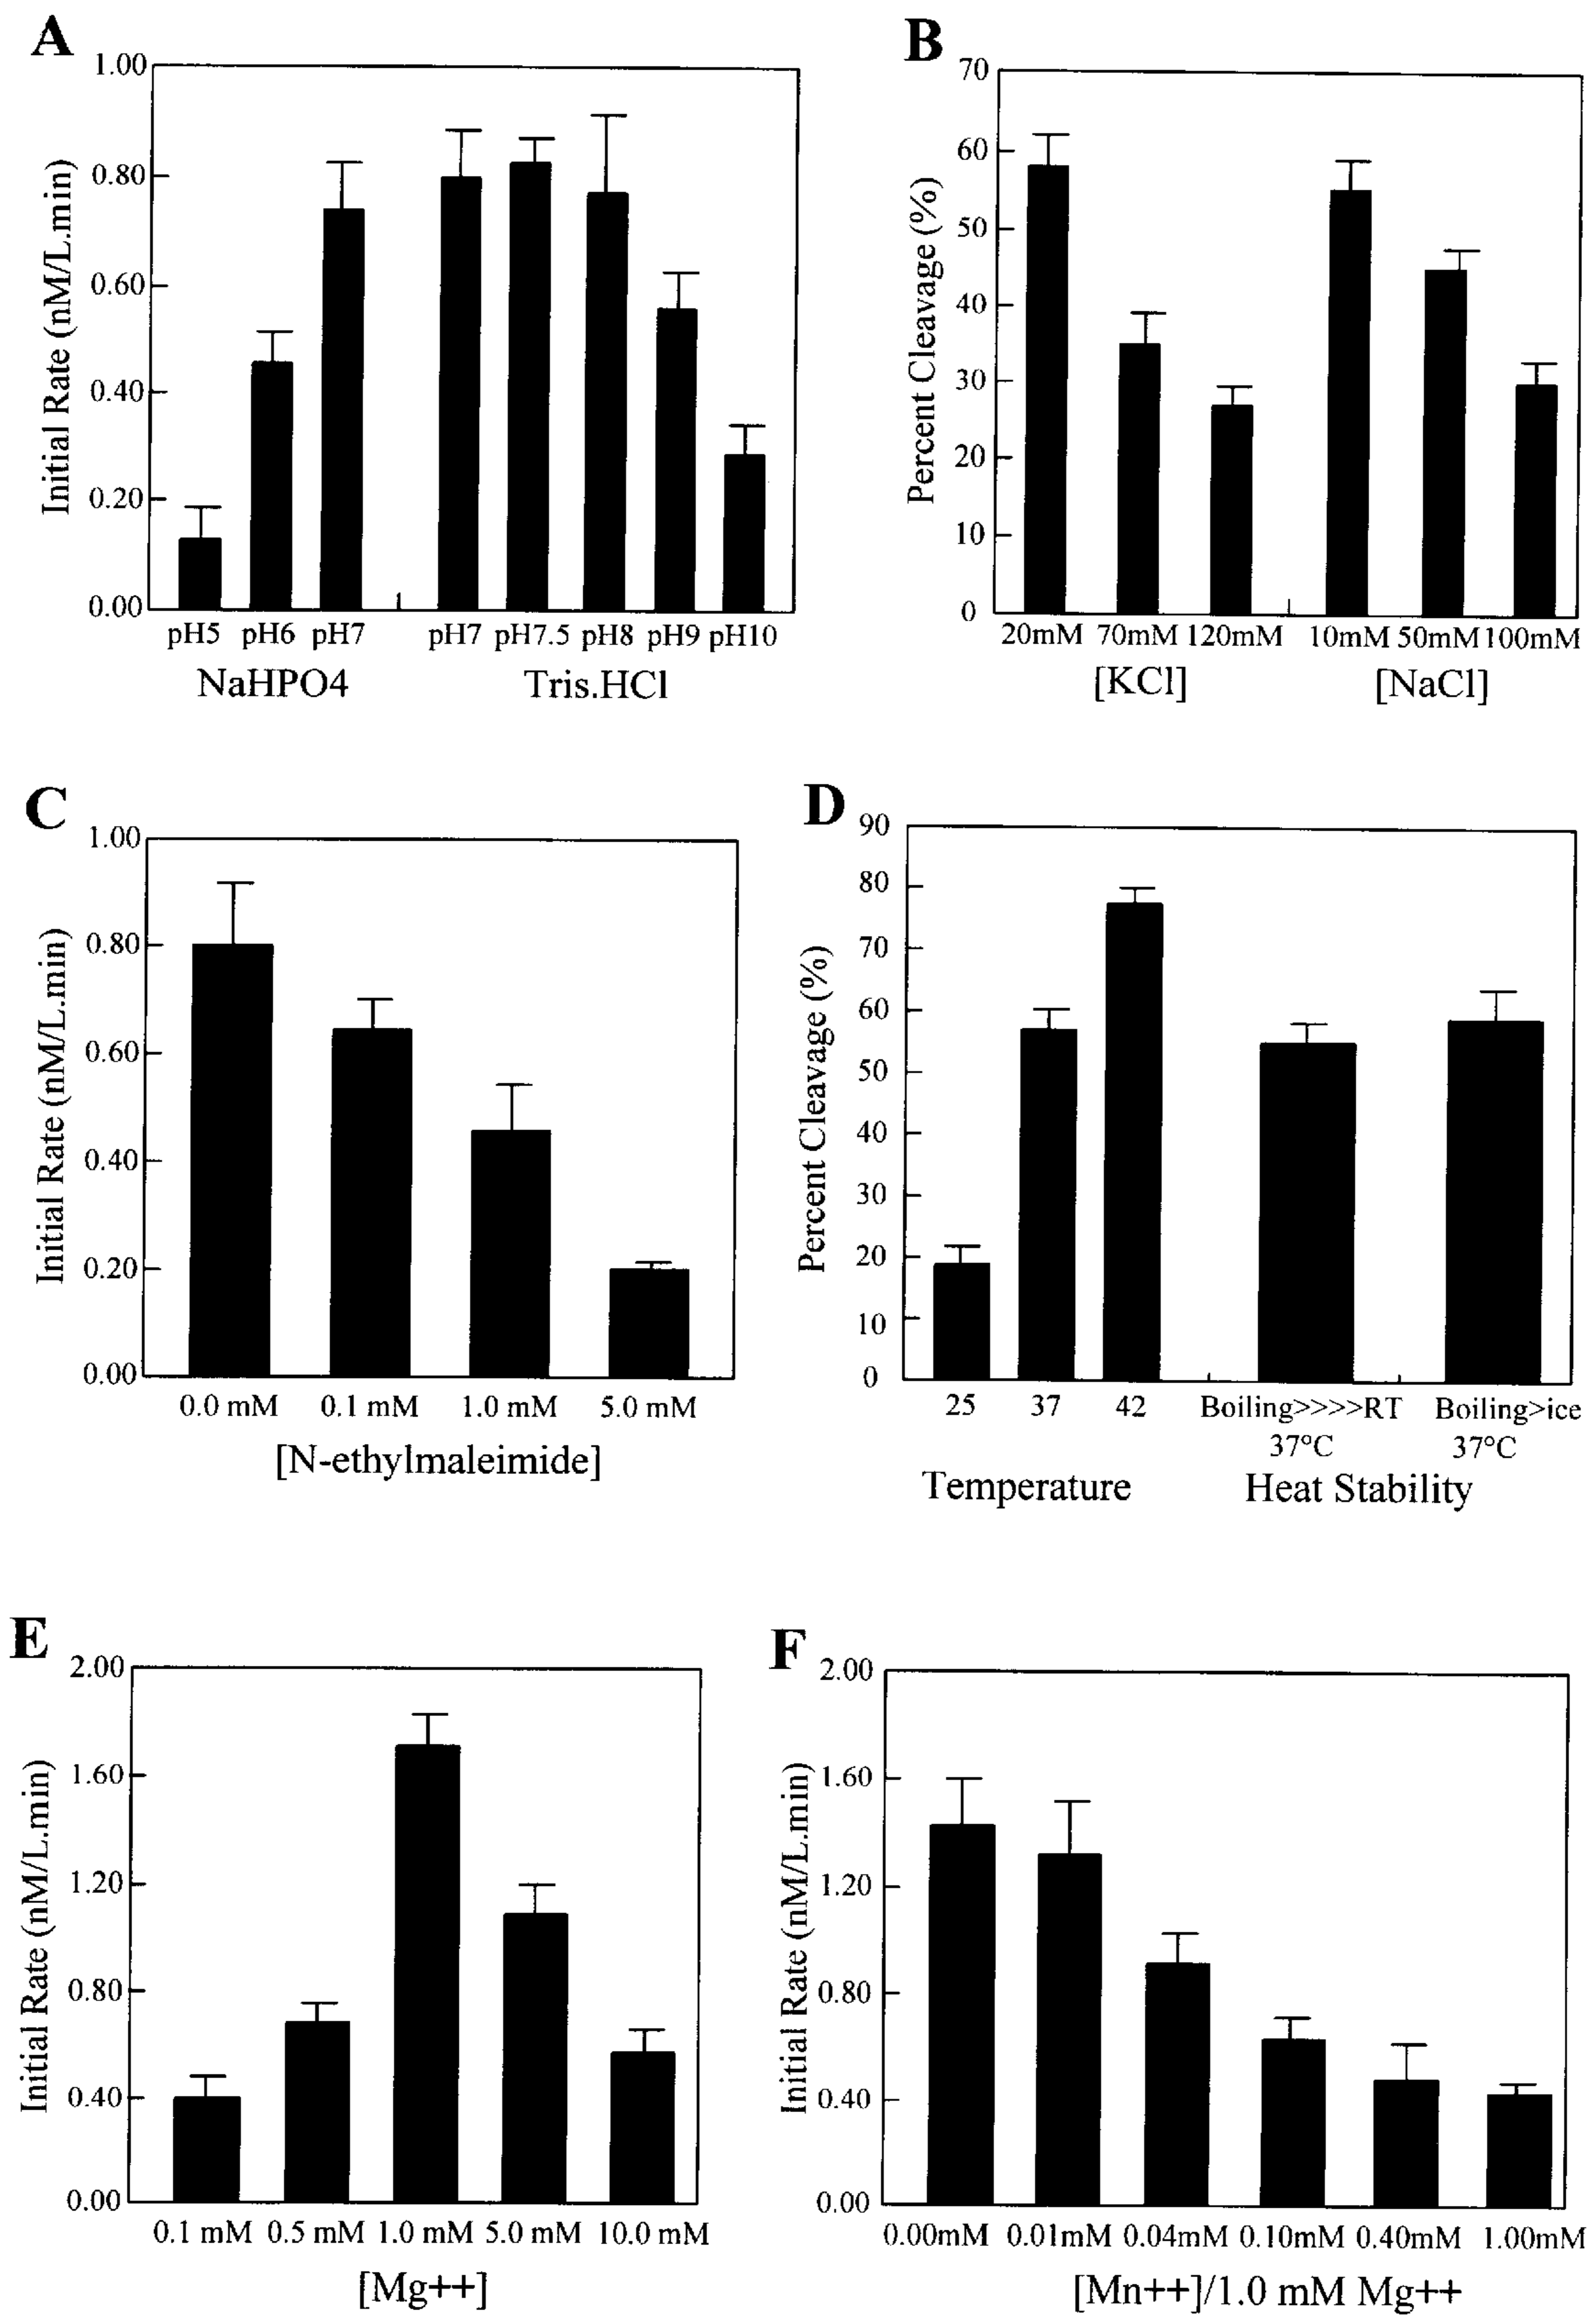 A
Initial Rate (nM/L.min)
1.00
0.80
0.60
0.40
0.20
0.00
pH5 pH6 pH7 pH7 pH7.5 pH8 pH9 pH10
NaHPO4 Tris.HCl
B
Percent Cleavage (%)
70
60
50
40
30
20
10
0
20mM 70mM 120mM 10mM 50mM 100mM
[KCl] [NaCl]
C
Initial Rate (nM/L.min)
1.00
0.80
0.60
0.40
0.20
0.00
0.0 mM 0.1 mM 1.0 mM 5.0 mM
[N-ethylmaleimide]
D
Percent Cleavage (%)
90
80
70
60
50
40
30
20
10
0
25 37 42 Boiling>>>>RT Boiling>ice
37°C 37°C
Temperature Heat Stability
E
Initial Rate (nM/L.min)
2.00
1.60
1.20
0.80
0.40
0.00
0.1 mM 0.5 mM 1.0 mM 5.0 mM 10.0 mM
[Mg++]
F
Initial Rate (nM/L.min)
2.00
1.60
1.20
0.80
0.40
0.00
0.00mM 0.01mM 0.04mM 0.10mM 0.40mM 1.00mM
[Mn++]/1.0 mM Mg++